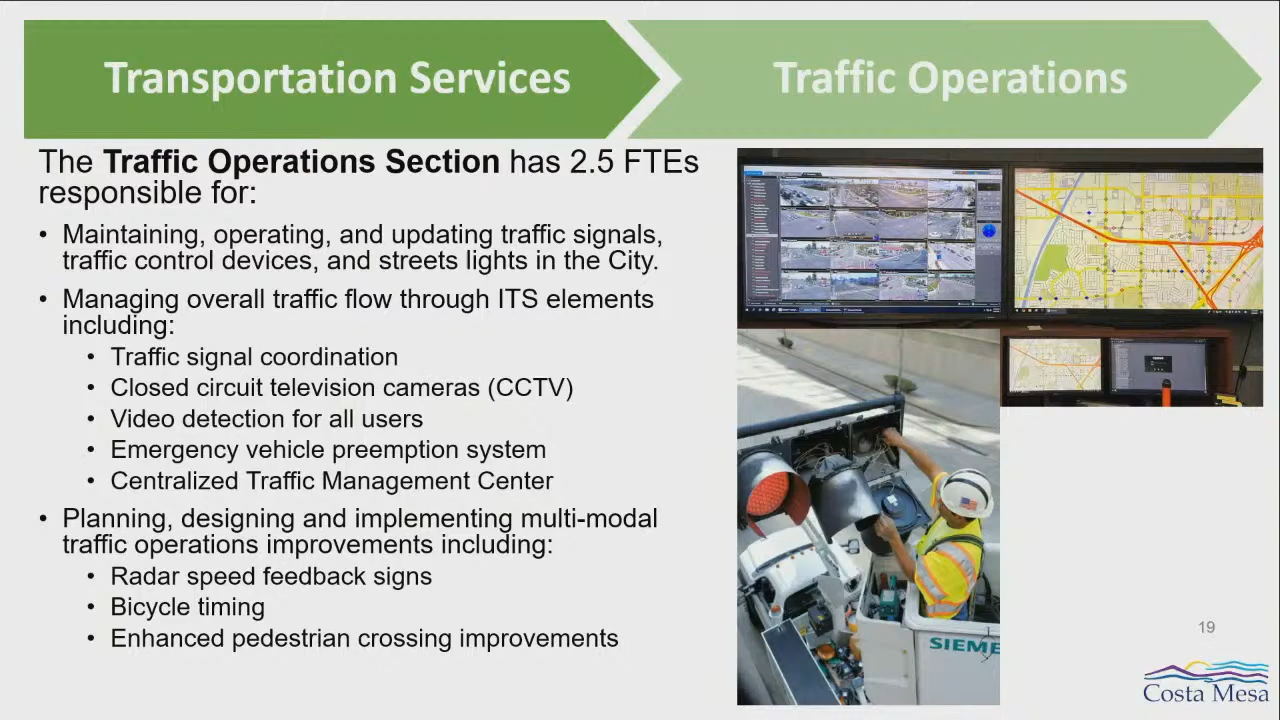 Transportation Services
Traffic Operations
The Traffic Operations Section has 2.5 FTEs
responsible for:
• Maintaining, operating, and updating traffic signals,
traffic control devices, and streets lights in the City.
• Managing overall traffic flow through ITS elements
including:
• Traffic signal coordination
• Closed circuit television cameras (CCTV)
• Video detection for all users
• Emergency vehicle preemption system
• Centralized Traffic Management Center
• Planning, designing and implementing multi-modal
traffic operations improvements including:
• Radar speed feedback signs
• Bicycle timing
• Enhanced pedestrian crossing improvements
SIEME
19
Costa Mesa